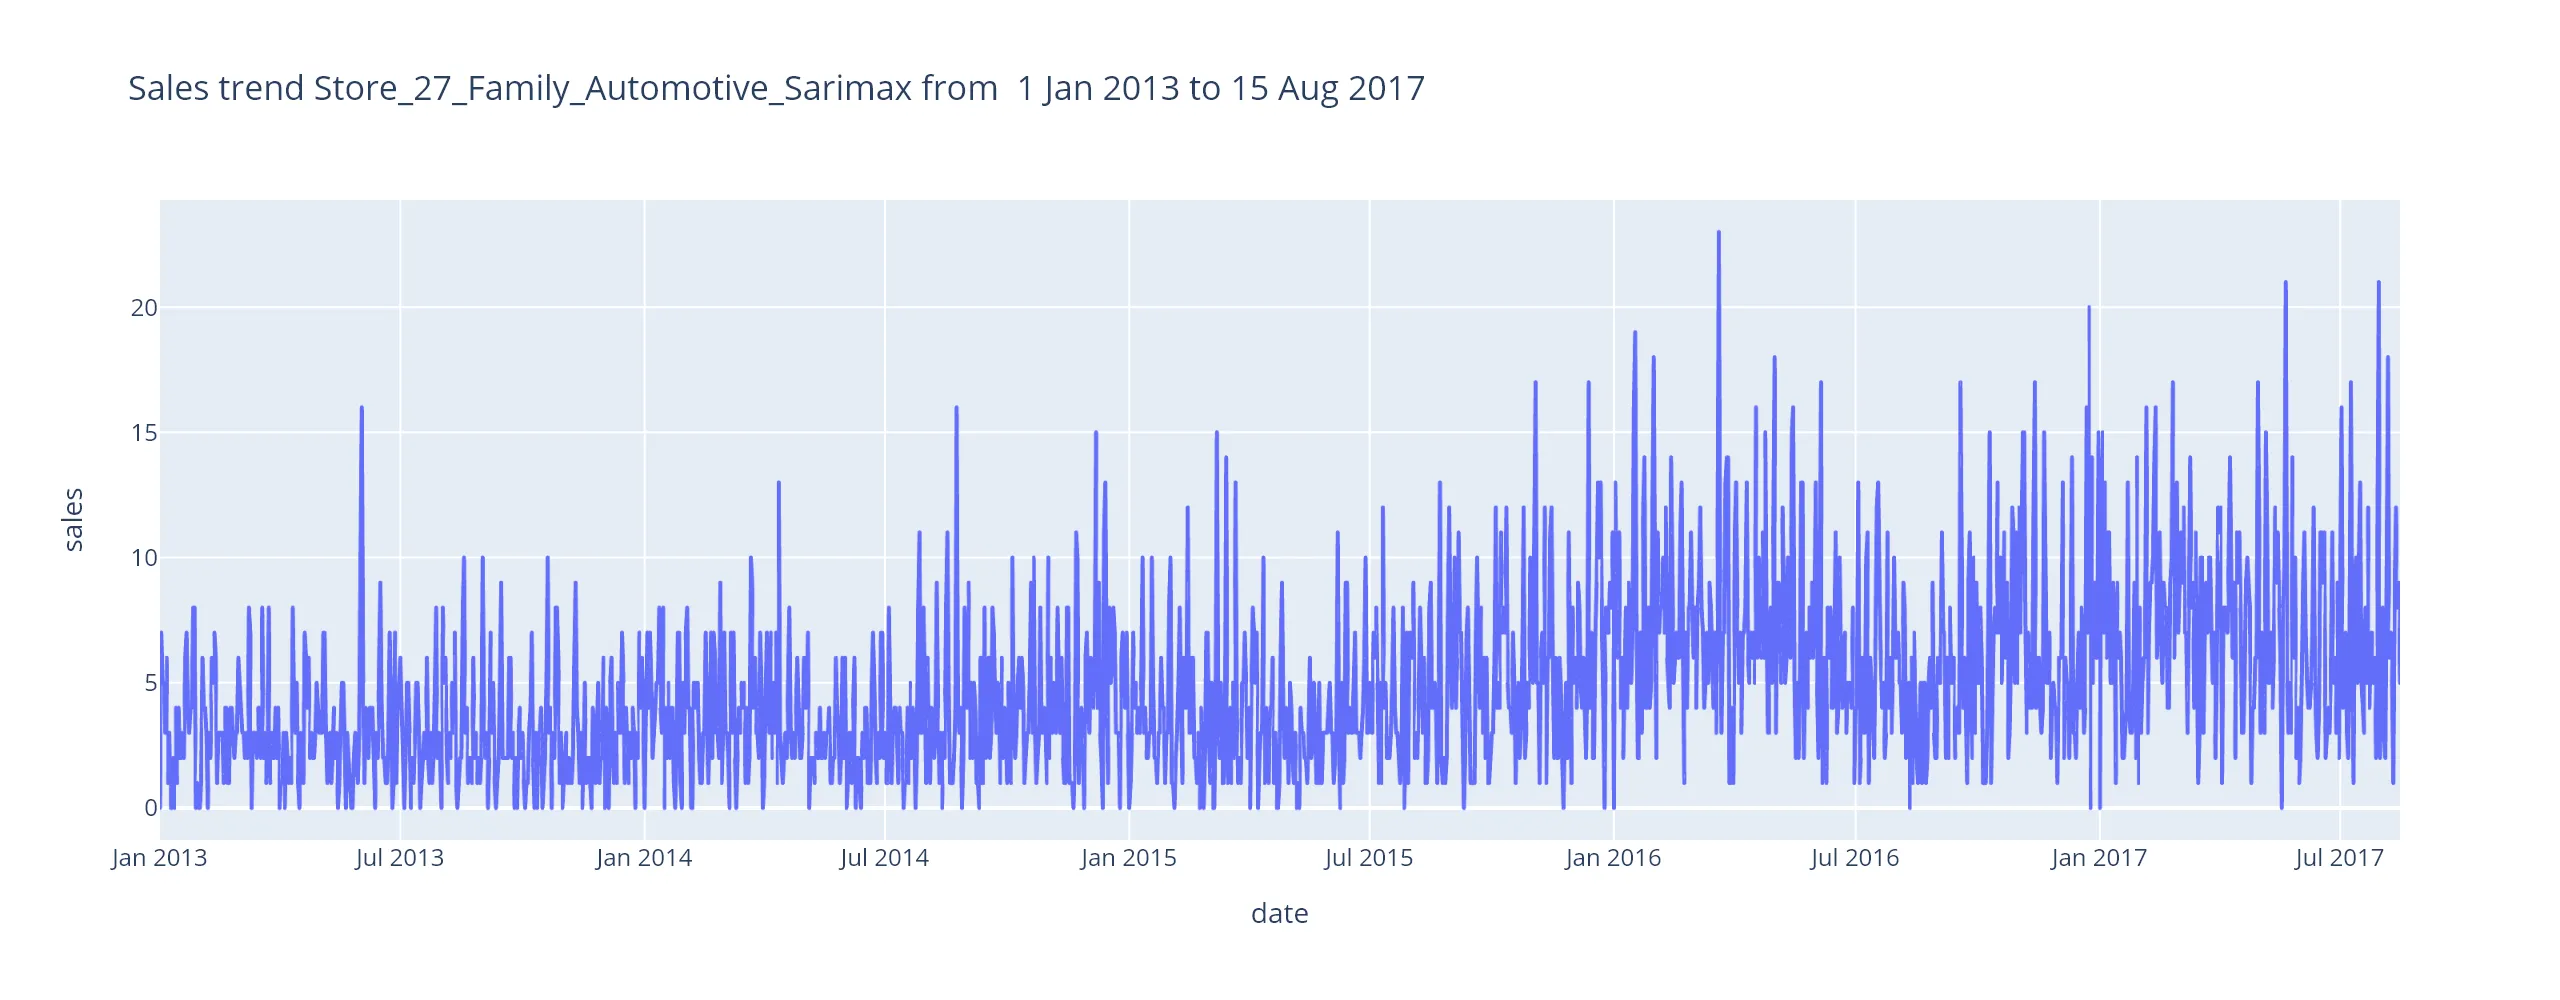 Sales trend Store_27_Family_Automotive_Sarimax from  1 Jan 2013 to 15 Aug 2017
20
15
10
5
0
sales
Jan 2013 Jul 2013 Jan 2014 Jul 2014 Jan 2015 Jul 2015 Jan 2016 Jul 2016 Jan 2017 Jul 2017
date